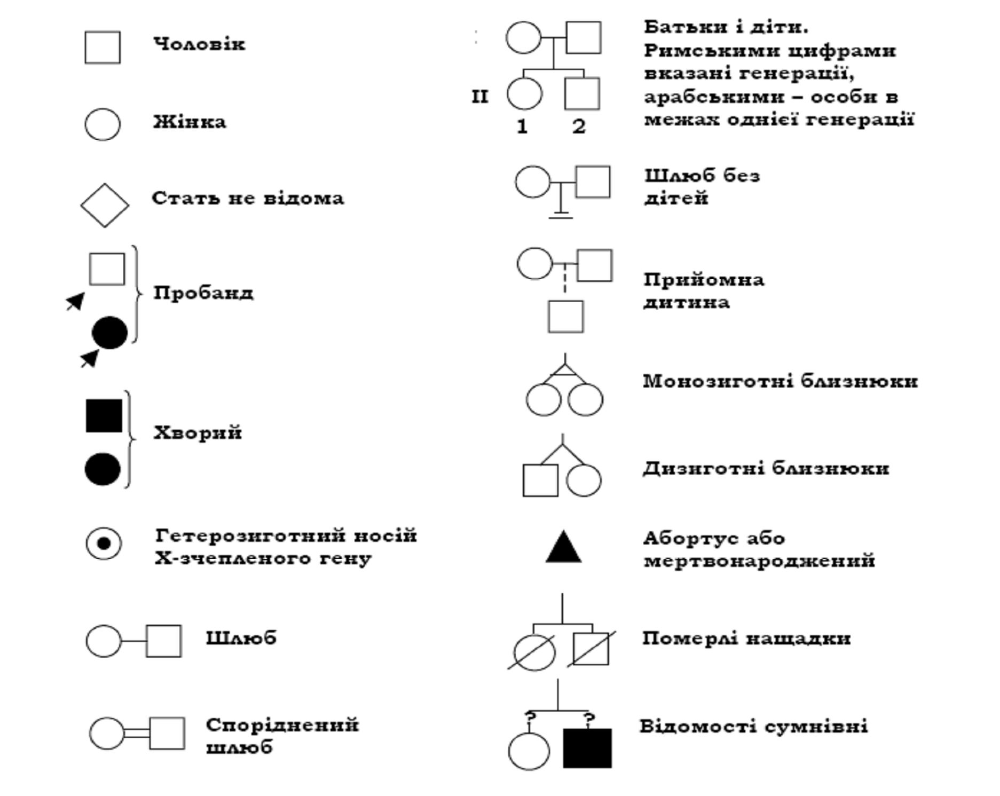 Чоловік
Жінка
Стать не відома
Пробанд
Хворий
Гетерозиготний носій
Х-зчепленого гену
Шлюб
Споріднений
шлюб
Батьки і діти.
Римськими цифрами
вказані генерації,
арабськими – особи в
межах однієї генерації
II
1 2
Шлюб без
дітей
Прийомна
дитина
Монозиготні близнюки
Дизиготні близнюки
Абортус або
мертвонароджений
Померлі нащадки
? ?
Відомості сумнівні